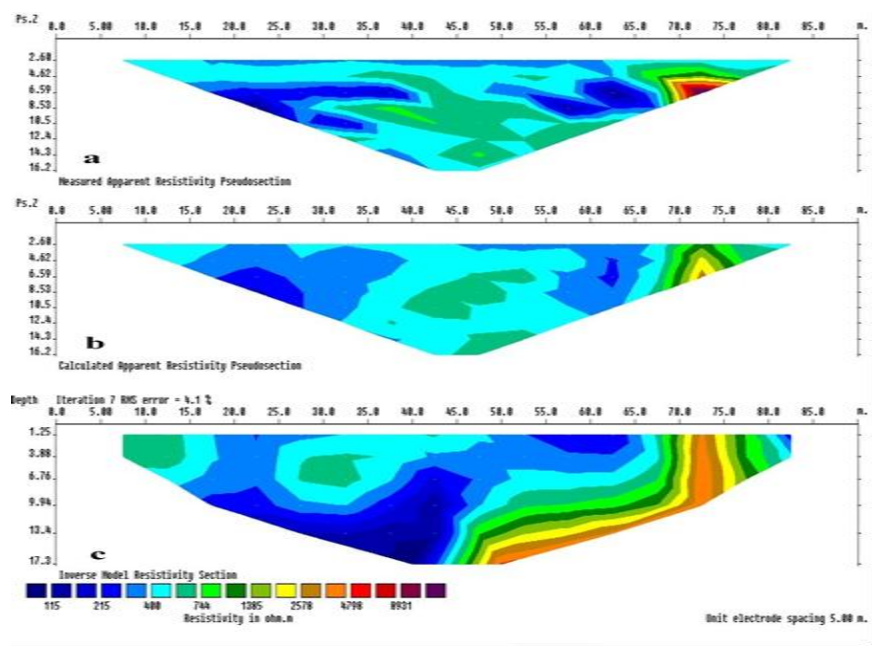 Ps.Z 0.0 5.00 10.0 15.0 20.0 25.0 30.0 35.0 40.0 45.0 50.0 55.0 60.0 65.0 70.0 75.0 80.0 85.0 m.
2.60
4.62
6.59
8.53
10.5
12.4
14.3
16.2
a
Measured Apparent Resistivity Pseudosection
Ps.Z 0.0 5.00 10.0 15.0 20.0 25.0 30.0 35.0 40.0 45.0 50.0 55.0 60.0 65.0 70.0 75.0 80.0 85.0 m.
2.60
4.62
6.59
8.53
10.5
12.4
14.3
16.2
b
Calculated Apparent Resistivity Pseudosection
Depth Iteration 7 RMS error = 4.1 %
0.0 5.00 10.0 15.0 20.0 25.0 30.0 35.0 40.0 45.0 50.0 55.0 60.0 65.0 70.0 75.0 80.0 85.0 m.
1.25
3.88
6.76
9.94
13.4
17.3
c
Inverse Model Resistivity Section
115 215 400 744 1385 2578 4798 8931
Resistivity in ohm.m
Unit electrode spacing 5.00 m.